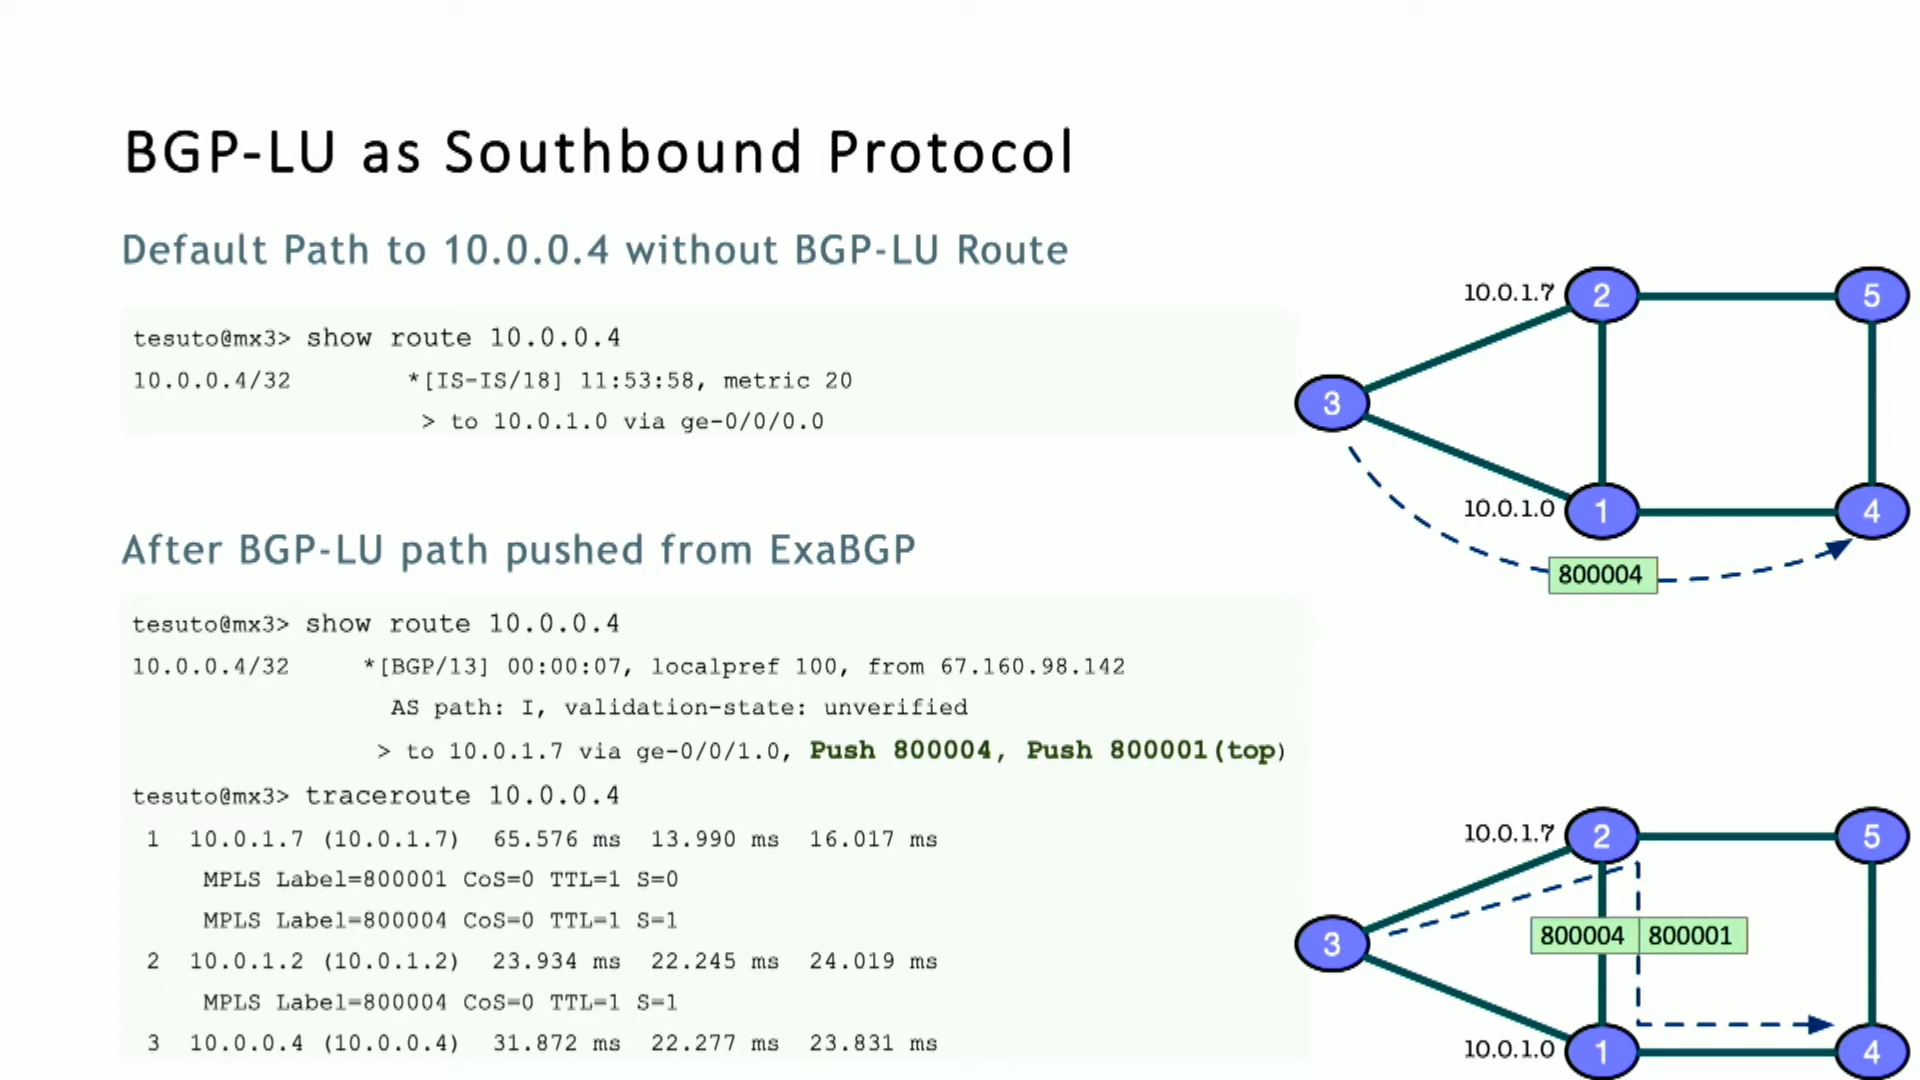 BGP-LU as Southbound Protocol
Default Path to 10.0.0.4 without BGP-LU Route
tesuto@mx3> show route 10.0.0.4
10.0.0.4/32 *[IS-IS/18] 11:53:58, metric 20
> to 10.0.1.0 via ge-0/0/0.0
10.0.1.7
2
5
3
10.0.1.0
1
4
800004
After BGP-LU path pushed from ExaBGP
tesuto@mx3> show route 10.0.0.4
10.0.0.4/32 *[BGP/13] 00:00:07, localpref 100, from 67.160.98.142
AS path: I, validation-state: unverified
> to 10.0.1.7 via ge-0/0/1.0, Push 800004, Push 800001(top)
tesuto@mx3> traceroute 10.0.0.4
1 10.0.1.7 (10.0.1.7) 65.576 ms 13.990 ms 16.017 ms
MPLS Label=800001 CoS=0 TTL=1 S=0
MPLS Label=800004 CoS=0 TTL=1 S=1
2 10.0.1.2 (10.0.1.2) 23.934 ms 22.245 ms 24.019 ms
MPLS Label=800004 CoS=0 TTL=1 S=1
3 10.0.0.4 (10.0.0.4) 31.872 ms 22.277 ms 23.831 ms
10.0.1.7
2
5
3
800004 800001
10.0.1.0
1
4